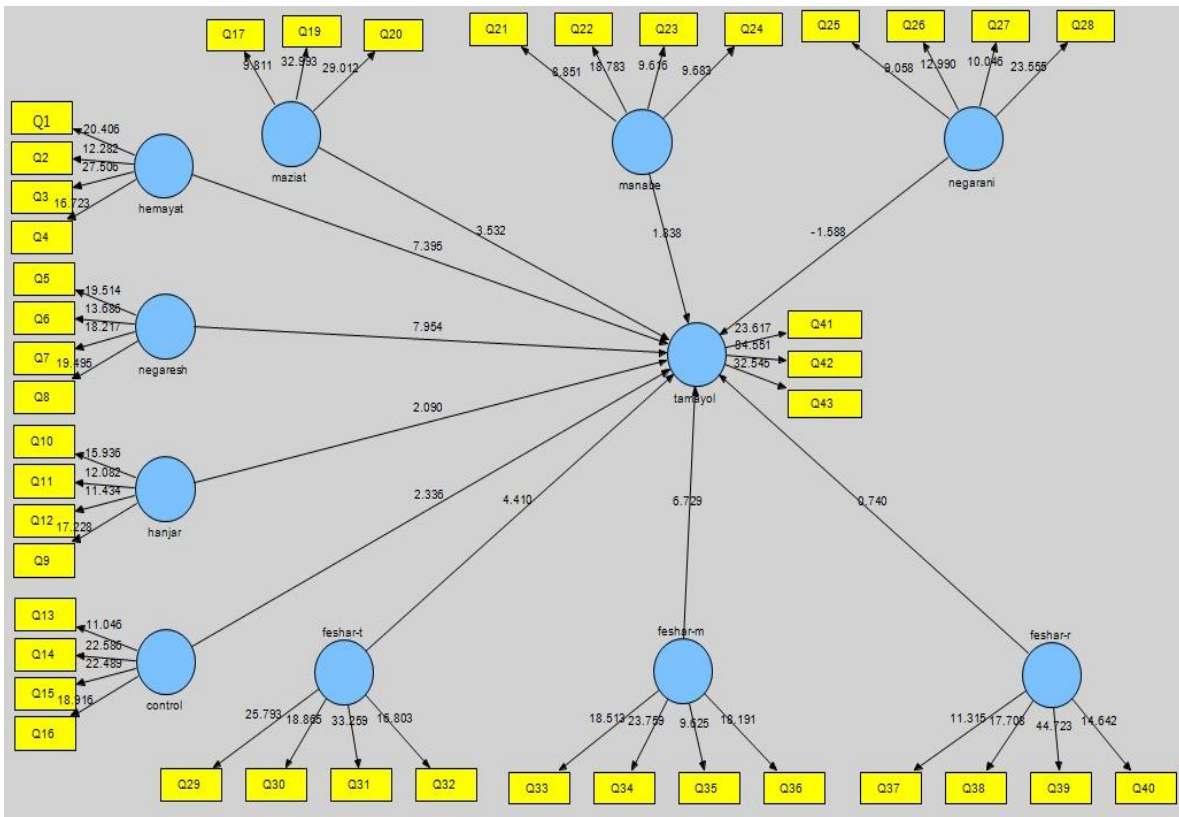 Q17
Q19
Q20
9.811
32.993
29.012
maziat
Q21
Q22
Q23
Q24
8.851
18.783
9.616
9.683
manabe
Q25
Q26
Q27
Q28
9.058
12.990
10.046
23.555
negarani
Q1
Q2
Q3
Q4
20.406
12.282
27.506
16.723
hemayat
3.532
1.838
-1.588
7.395
Q5
Q6
Q7
Q8
19.514
13.686
18.217
19.495
negaresh
7.954
Q41
Q42
Q43
23.617
84.551
32.545
tamayol
Q10
Q11
Q12
Q9
15.936
12.082
11.434
17.228
hanjar
2.090
2.336
4.410
6.729
0.740
Q13
Q14
Q15
Q16
11.046
22.586
22.489
18.916
control
feshar-t
25.793
18.865
33.259
16.803
Q29
Q30
Q31
Q32
feshar-m
18.513
23.759
9.625
18.191
Q33
Q34
Q35
Q36
feshar-r
11.315
17.708
44.723
14.642
Q37
Q38
Q39
Q40